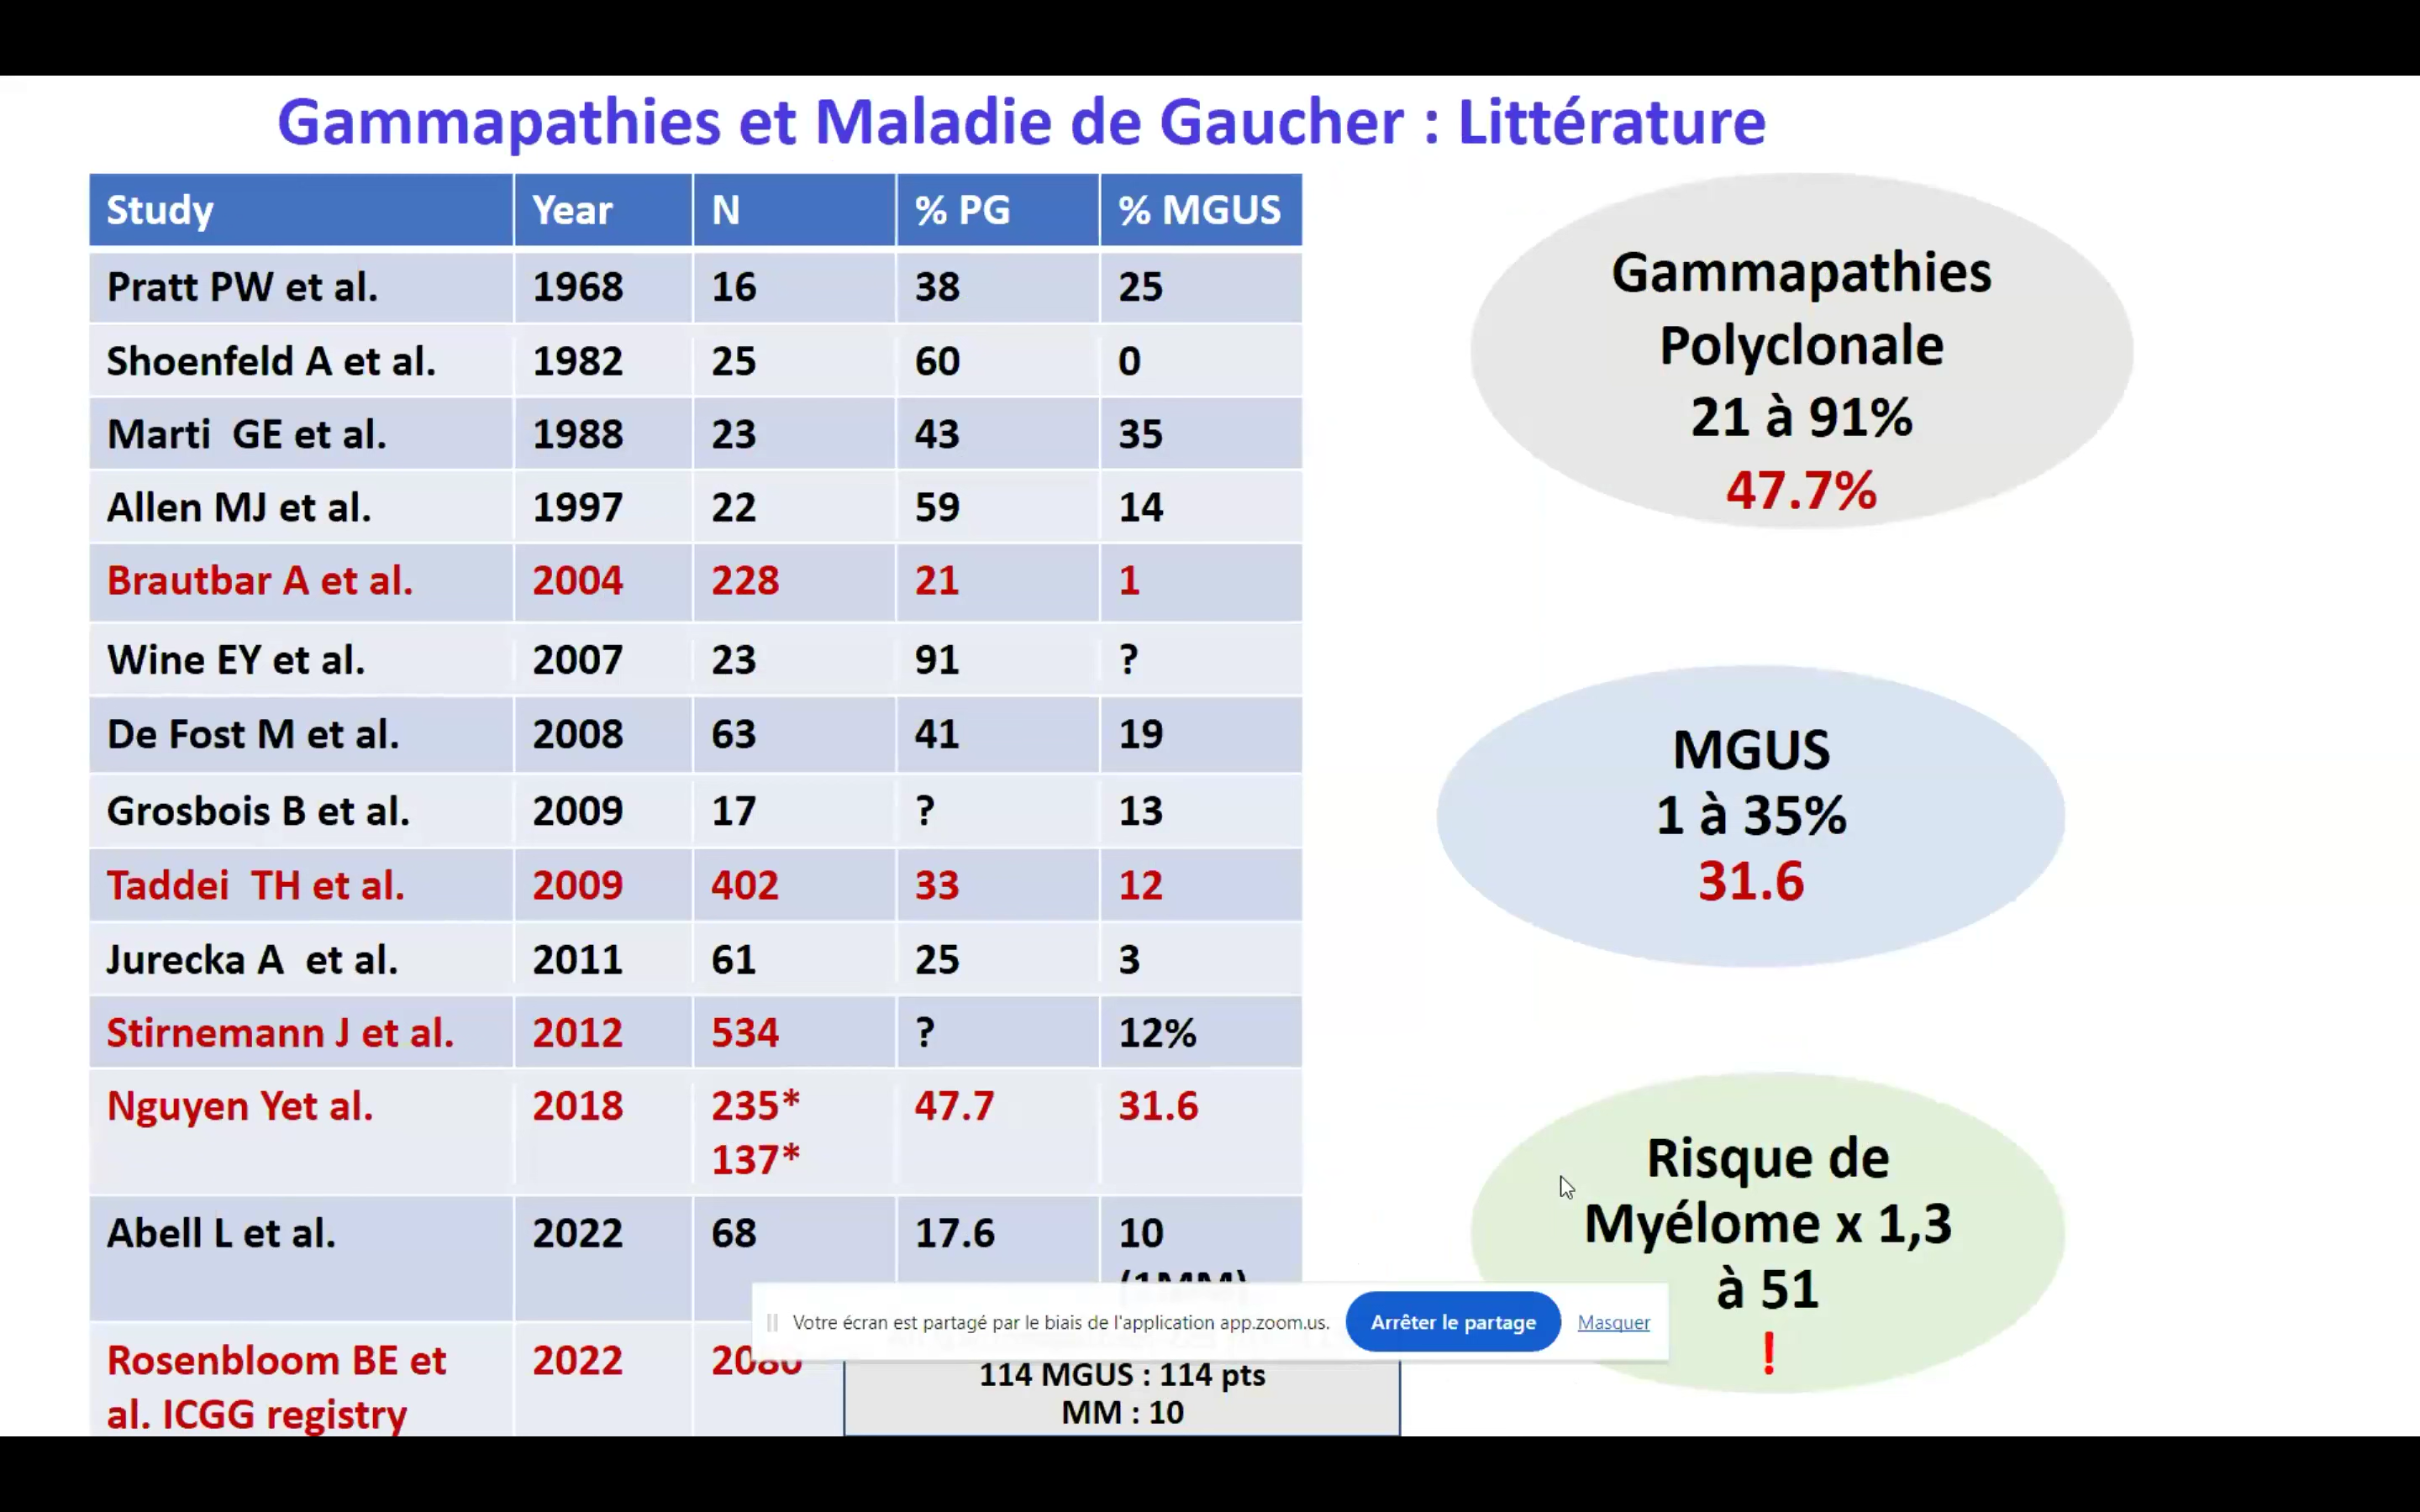 Gammapathies et Maladie de Gaucher : Littérature
Study Year N % PG % MGUS
Pratt PW et al. 1968 16 38 25
Shoenfeld A et al. 1982 25 60 0
Marti GE et al. 1988 23 43 35
Allen MJ et al. 1997 22 59 14
Brautbar A et al. 2004 228 21 1
Wine EY et al. 2007 23 91 ?
De Fost M et al. 2008 63 41 19
Grosbois B et al. 2009 17 ? 13
Taddei TH et al. 2009 402 33 12
Jurecka A et al. 2011 61 25 3
Stirnemann J et al. 2012 534 ? 12%
Nguyen Yet al. 2018 235* 47.7 31.6
137*
Abell L et al. 2022 68 17.6 10
Rosenbloom BE et 2022
al. ICGG registry
114 MGUS : 114 pts
MM : 10
Gammapathies
Polyclonale
21 à 91%
47.7%
MGUS
1 à 35%
31.6
Risque de
Myélome x 1,3
à 51
!
Votre écran est partagé par le biais de l'application app.zoom.us. Arrêter le partage Masquer